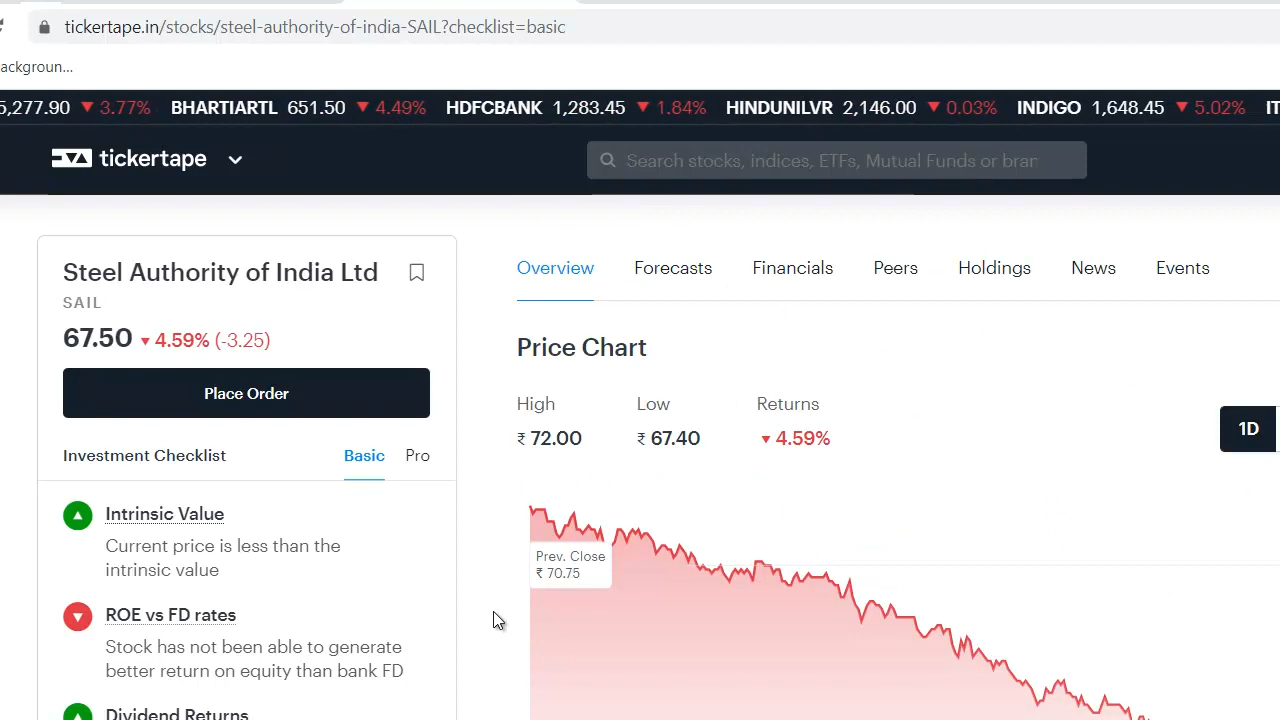 tickertape.in/stocks/steel-authority-of-india-SAIL?checklist=basic
ackgroun...
5,277.90 ▼ 3.77% BHARTIARTL 651.50 ▼ 4.49% HDFCBANK 1,283.45 ▼ 1.84% HINDUNILVR 2,146.00 ▼ 0.03% INDIGO 1,648.45 ▼ 5.02% IT
tickertape
Search stocks, indices, ETFs, Mutual Funds or bran
Steel Authority of India Ltd
SAIL
67.50 ▼ 4.59% (-3.25)
Place Order
Investment Checklist Basic Pro
Intrinsic Value
Current price is less than the
intrinsic value
ROE vs FD rates
Stock has not been able to generate
better return on equity than bank FD
Dividend Returns
Overview Forecasts Financials Peers Holdings News Events
Price Chart
High Low Returns
₹ 72.00 ₹ 67.40 ▼ 4.59%
1D
Prev. Close
₹ 70.75